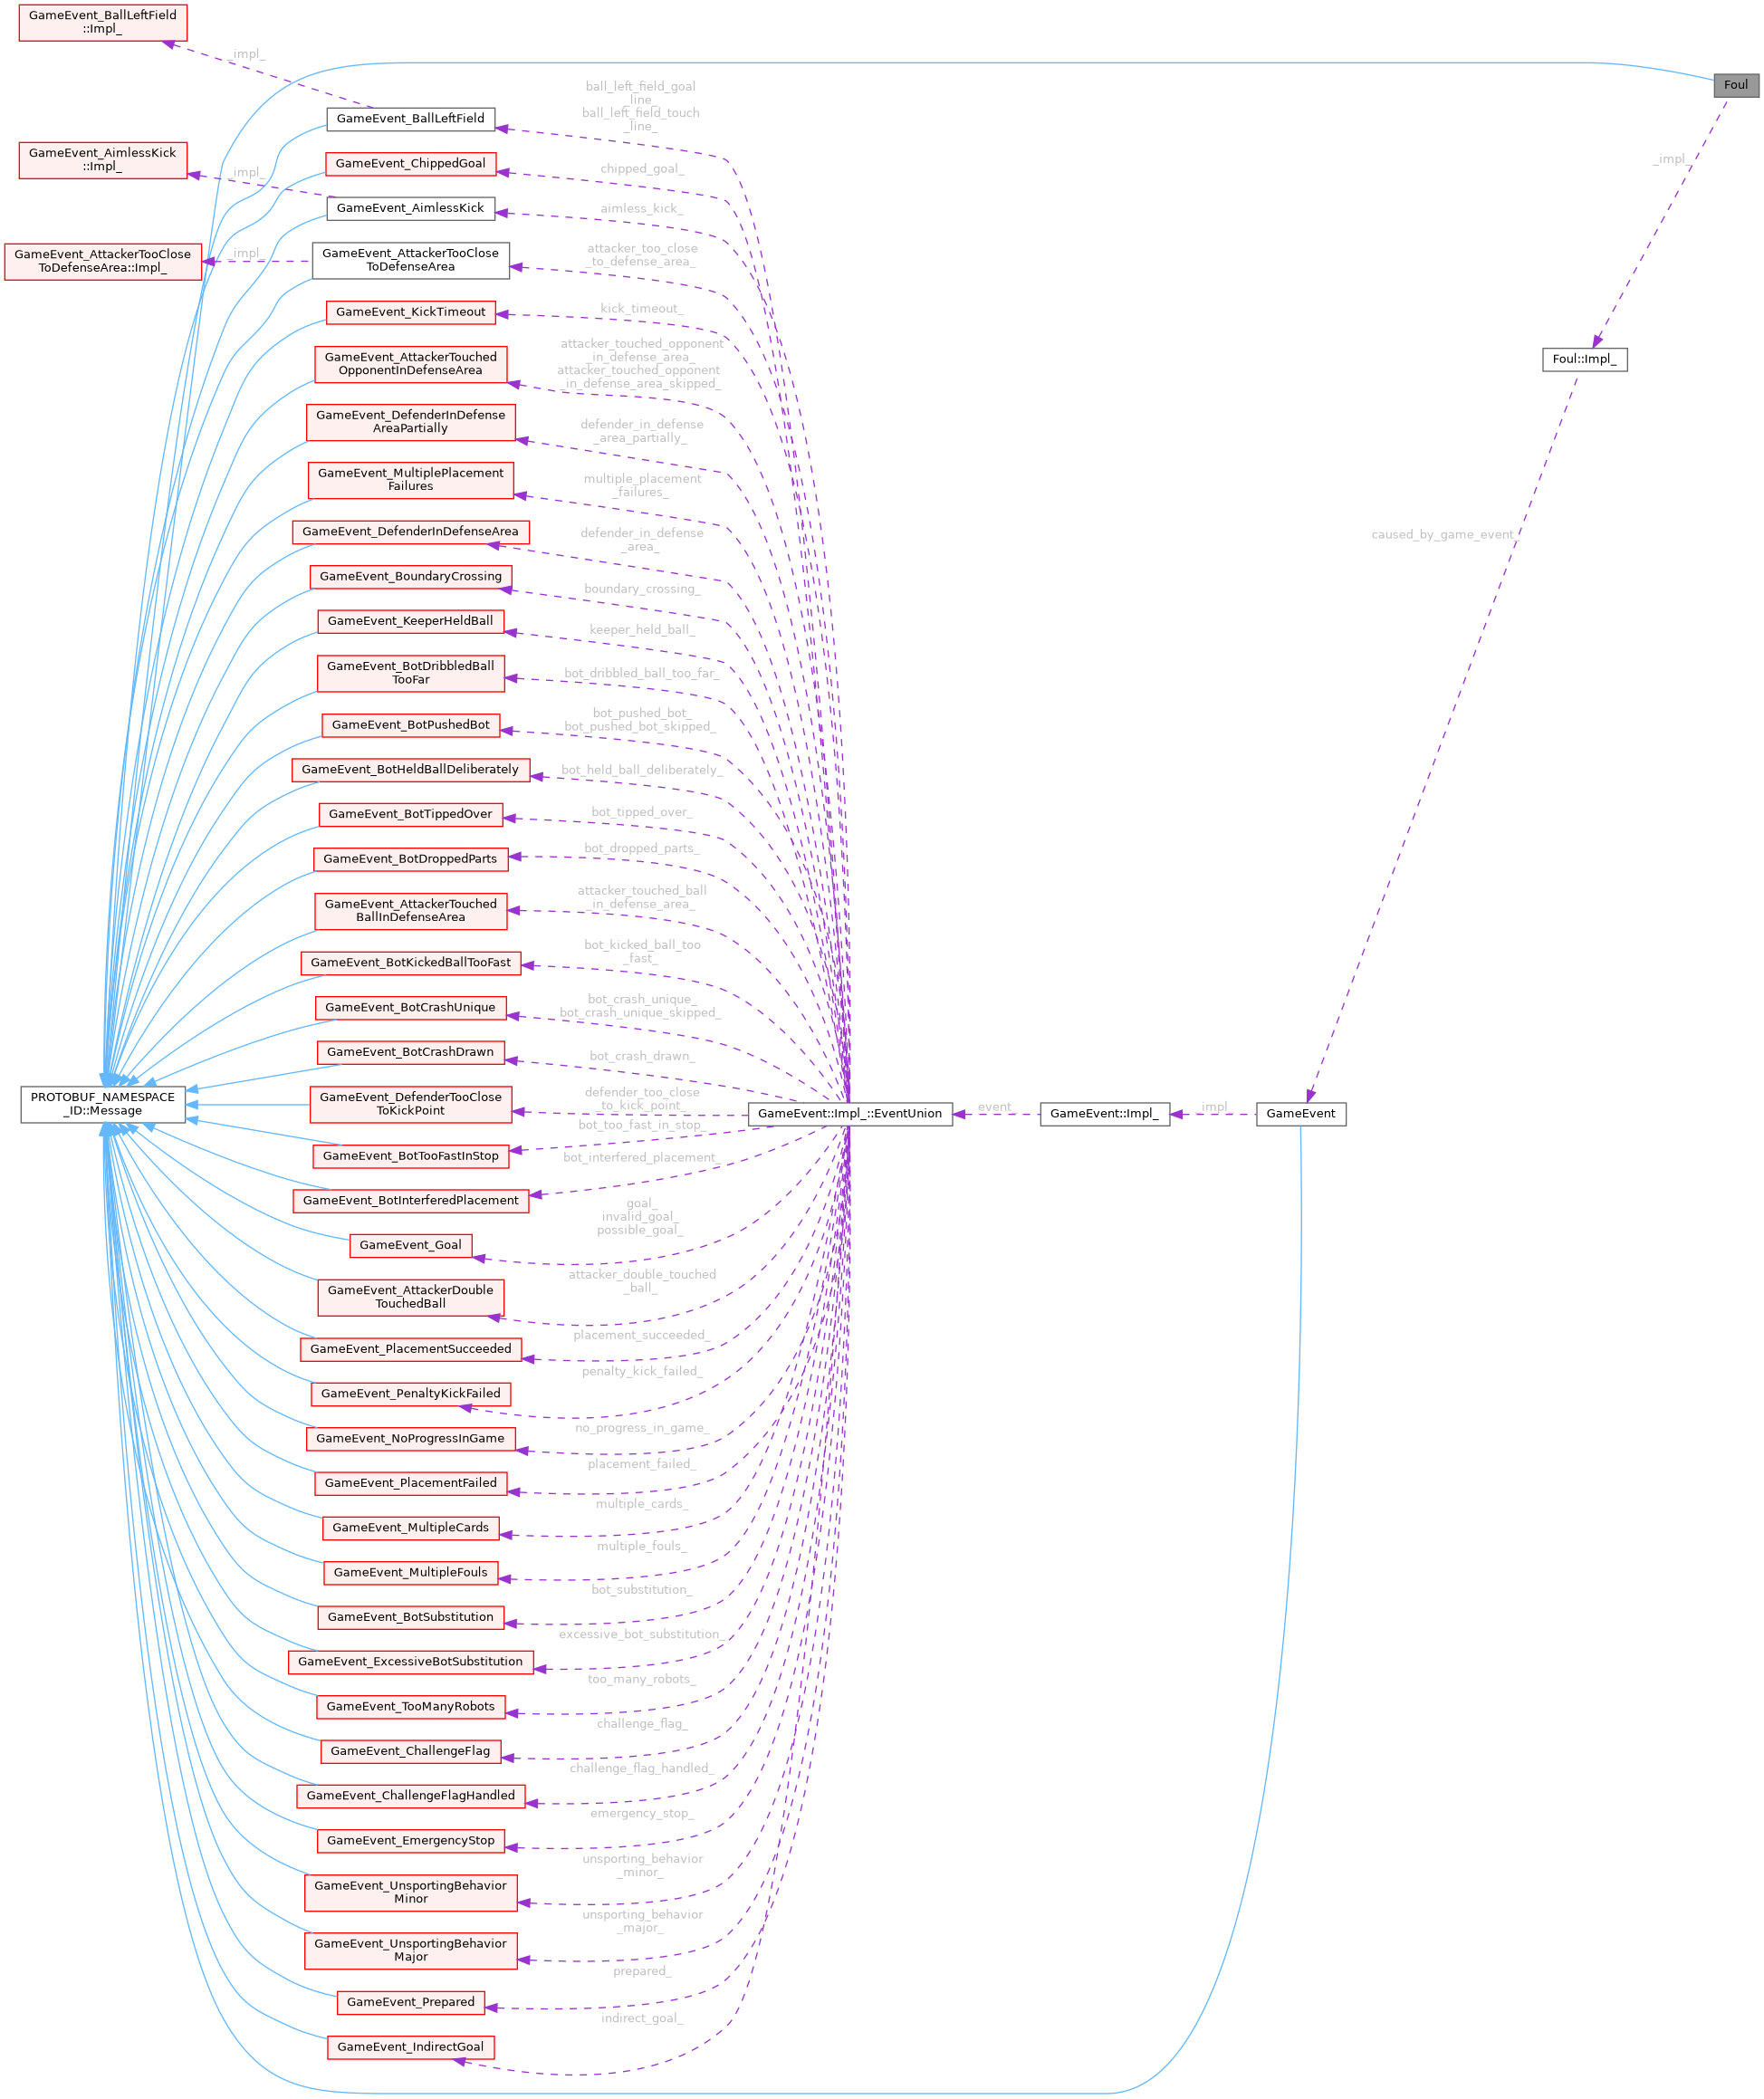 GameEvent_BallLeftField
::Impl_
_impl_
Foul
ball_left_field_goal
_line_
ball_left_field_touch
_line_
GameEvent_BallLeftField
GameEvent_AimlessKick
::Impl_
_impl_
GameEvent_ChippedGoal
chipped_goal_
_impl_
GameEvent_AimlessKick
aimless_kick_
GameEvent_AttackerTooClose
ToDefenseArea::Impl_
_impl_
GameEvent_AttackerTooClose
ToDefenseArea
attacker_too_close
_to_defense_area_
GameEvent_KickTimeout
kick_timeout_
Foul::Impl_
GameEvent_AttackerTouched
OpponentInDefenseArea
attacker_touched_opponent
_in_defense_area_
attacker_touched_opponent
_in_defense_area_skipped_
GameEvent_DefenderInDefense
AreaPartially
defender_in_defense
_area_partially_
GameEvent_MultiplePlacement
Failures
multiple_placement
_failures_
GameEvent_DefenderInDefenseArea
defender_in_defense
_area_
caused_by_game_event_
GameEvent_BoundaryCrossing
boundary_crossing_
GameEvent_KeeperHeldBall
keeper_held_ball_
GameEvent_BotDribbledBall
TooFar
bot_dribbled_ball_too_far_
GameEvent_BotPushedBot
bot_pushed_bot_
bot_pushed_bot_skipped_
GameEvent_BotHeldBallDeliberately
bot_held_ball_deliberately_
GameEvent_BotTippedOver
bot_tipped_over_
GameEvent_BotDroppedParts
bot_dropped_parts_
GameEvent_AttackerTouched
BallInDefenseArea
attacker_touched_ball
_in_defense_area_
GameEvent_BotKickedBallTooFast
bot_kicked_ball_too
_fast_
GameEvent_BotCrashUnique
bot_crash_unique_
bot_crash_unique_skipped_
GameEvent_BotCrashDrawn
bot_crash_drawn_
PROTOBUF_NAMESPACE
_ID::Message
GameEvent_DefenderTooClose
ToKickPoint
defender_too_close
_to_kick_point_
GameEvent::Impl_::EventUnion
event_
GameEvent::Impl_
_impl_
GameEvent
GameEvent_BotTooFastInStop
bot_too_fast_in_stop_
GameEvent_BotInterferedPlacement
bot_interfered_placement_
GameEvent_Goal
goal_
invalid_goal_
possible_goal_
GameEvent_AttackerDouble
TouchedBall
attacker_double_touched
_ball_
GameEvent_PlacementSucceeded
placement_succeeded_
GameEvent_PenaltyKickFailed
penalty_kick_failed_
GameEvent_NoProgressInGame
no_progress_in_game_
GameEvent_PlacementFailed
placement_failed_
GameEvent_MultipleCards
multiple_cards_
GameEvent_MultipleFouls
multiple_fouls_
GameEvent_BotSubstitution
bot_substitution_
GameEvent_ExcessiveBotSubstitution
excessive_bot_substitution_
GameEvent_TooManyRobots
too_many_robots_
GameEvent_ChallengeFlag
challenge_flag_
GameEvent_ChallengeFlagHandled
challenge_flag_handled_
GameEvent_EmergencyStop
emergency_stop_
GameEvent_UnsportingBehavior
Minor
unsporting_behavior
_minor_
GameEvent_UnsportingBehavior
Major
unsporting_behavior
_major_
GameEvent_Prepared
prepared_
GameEvent_IndirectGoal
indirect_goal_
_impl_